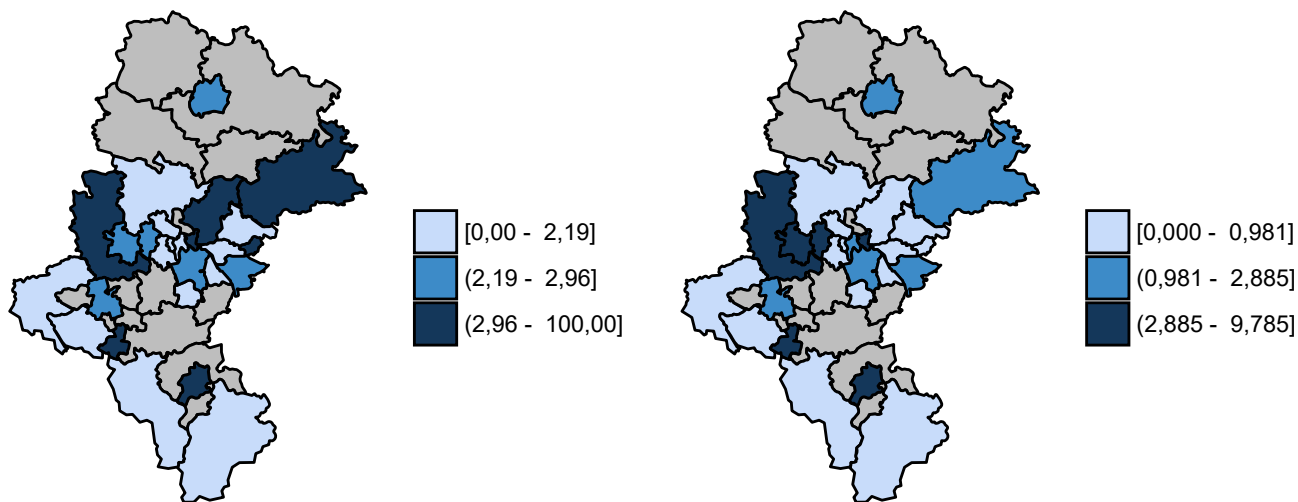 [0,00 - 2,19]
(2,19 - 2,96]
(2,96 - 100,00]
[0,000 - 0,981]
(0,981 - 2,885]
(2,885 - 9,785]